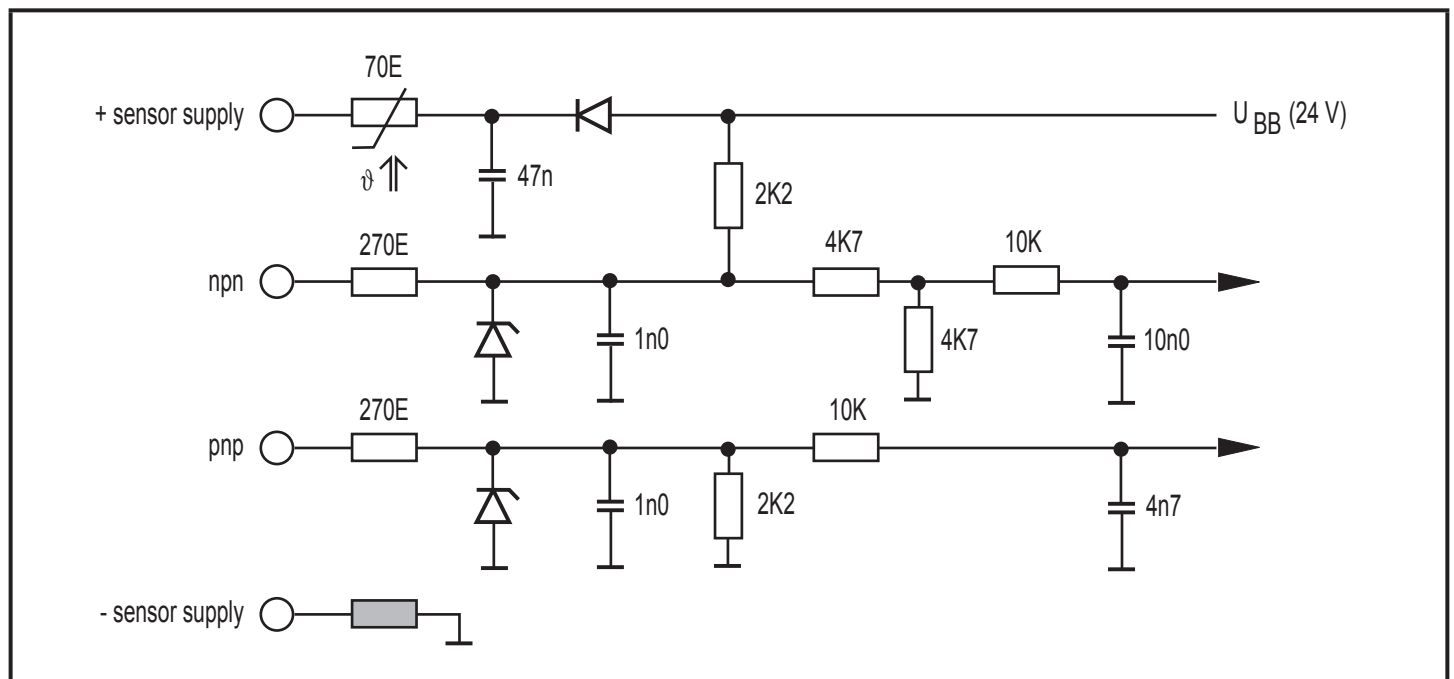 70E
+ sensor supply
U BB (24 V)
ϑ
47n
2K2
270E
4K7
10K
npn
1n0
4K7
10n0
270E
10K
pnp
1n0
2K2
4n7
- sensor supply